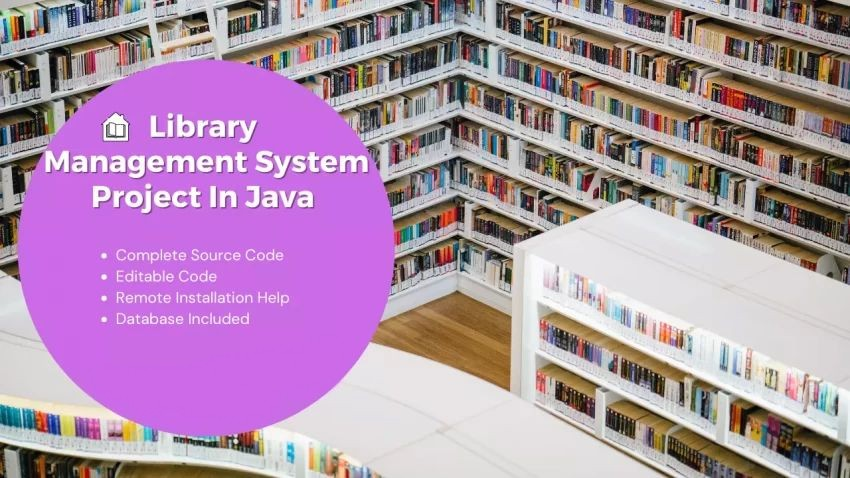 Library
Management System
Project In Java
• Complete Source Code
• Editable Code
• Remote Installation Help
• Database Included